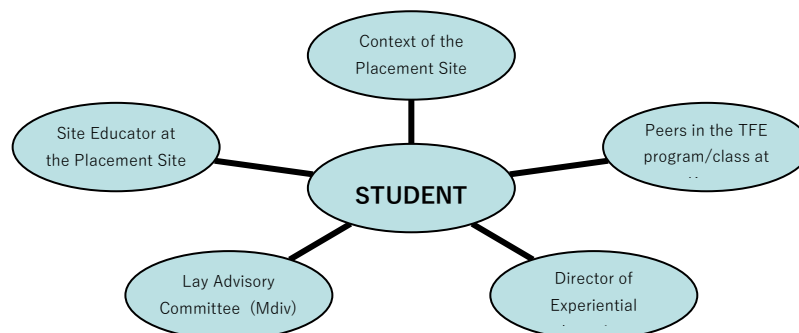 Context of the
Placement Site
Site Educator at
the Placement Site
Peers in the TFE
program/class at
STUDENT
Lay Advisory
Committee (Mdiv)
Director of
Experiential